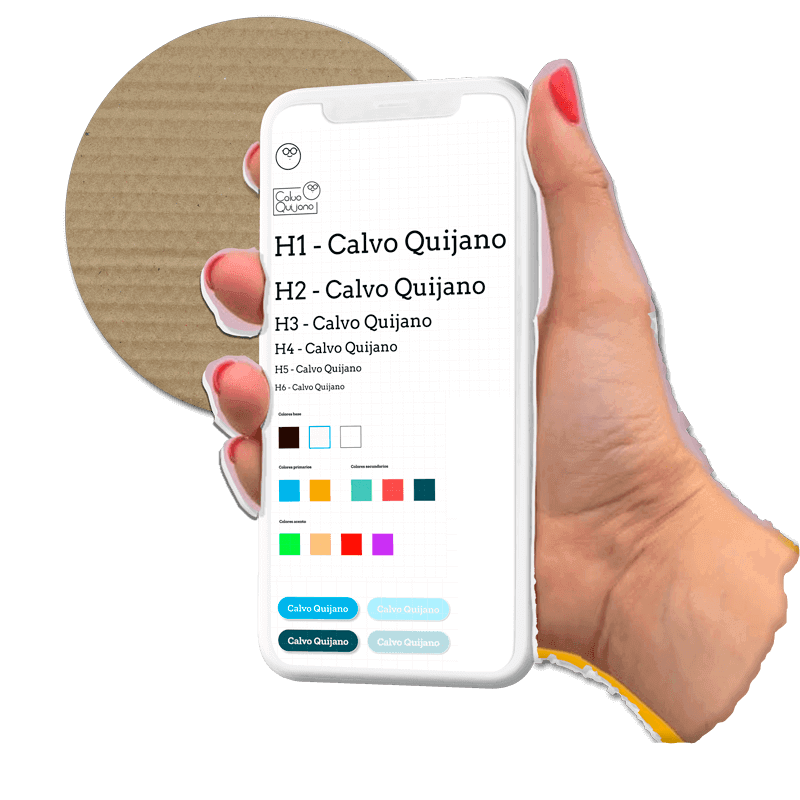 Calvo
Quijano
H1 - Calvo Quijano
H2 - Calvo Quijano
H3 - Calvo Quijano
H4 - Calvo Quijano
H5 - Calvo Quijano
H6 - Calvo Quijano
Colores base
Colores primarios Colores secundarios
Colores acento
Calvo Quijano Calvo Quijano
Calvo Quijano Calvo Quijano